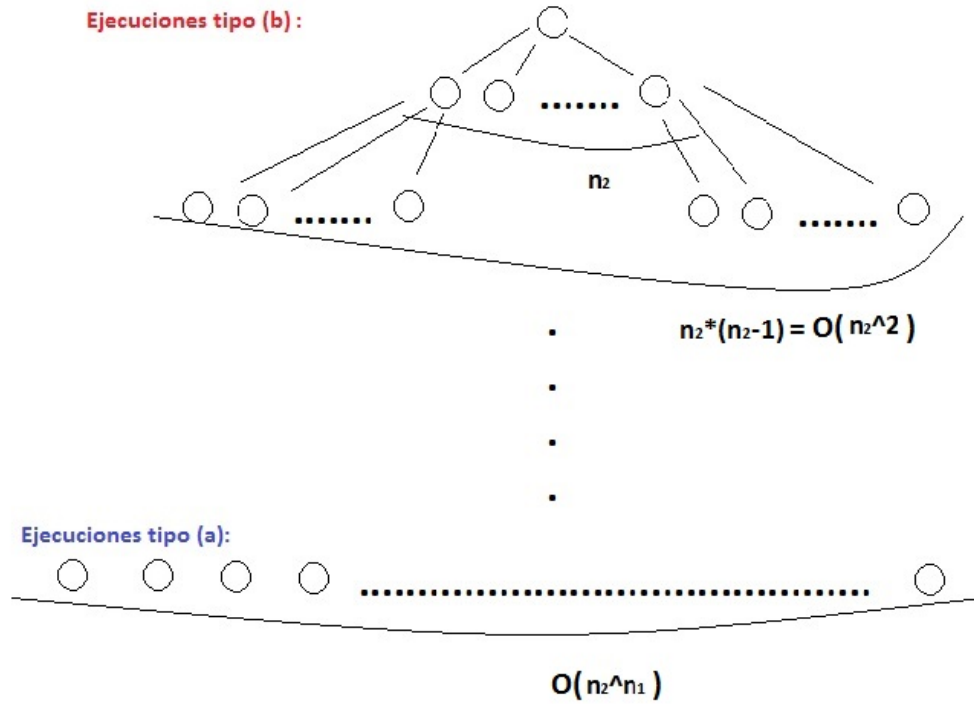 Ejecuciones tipo (b) :
n₂
n₂*(n₂-1) = O( n₂^2 )
Ejecuciones tipo (a):
O( n₂^n₁ )